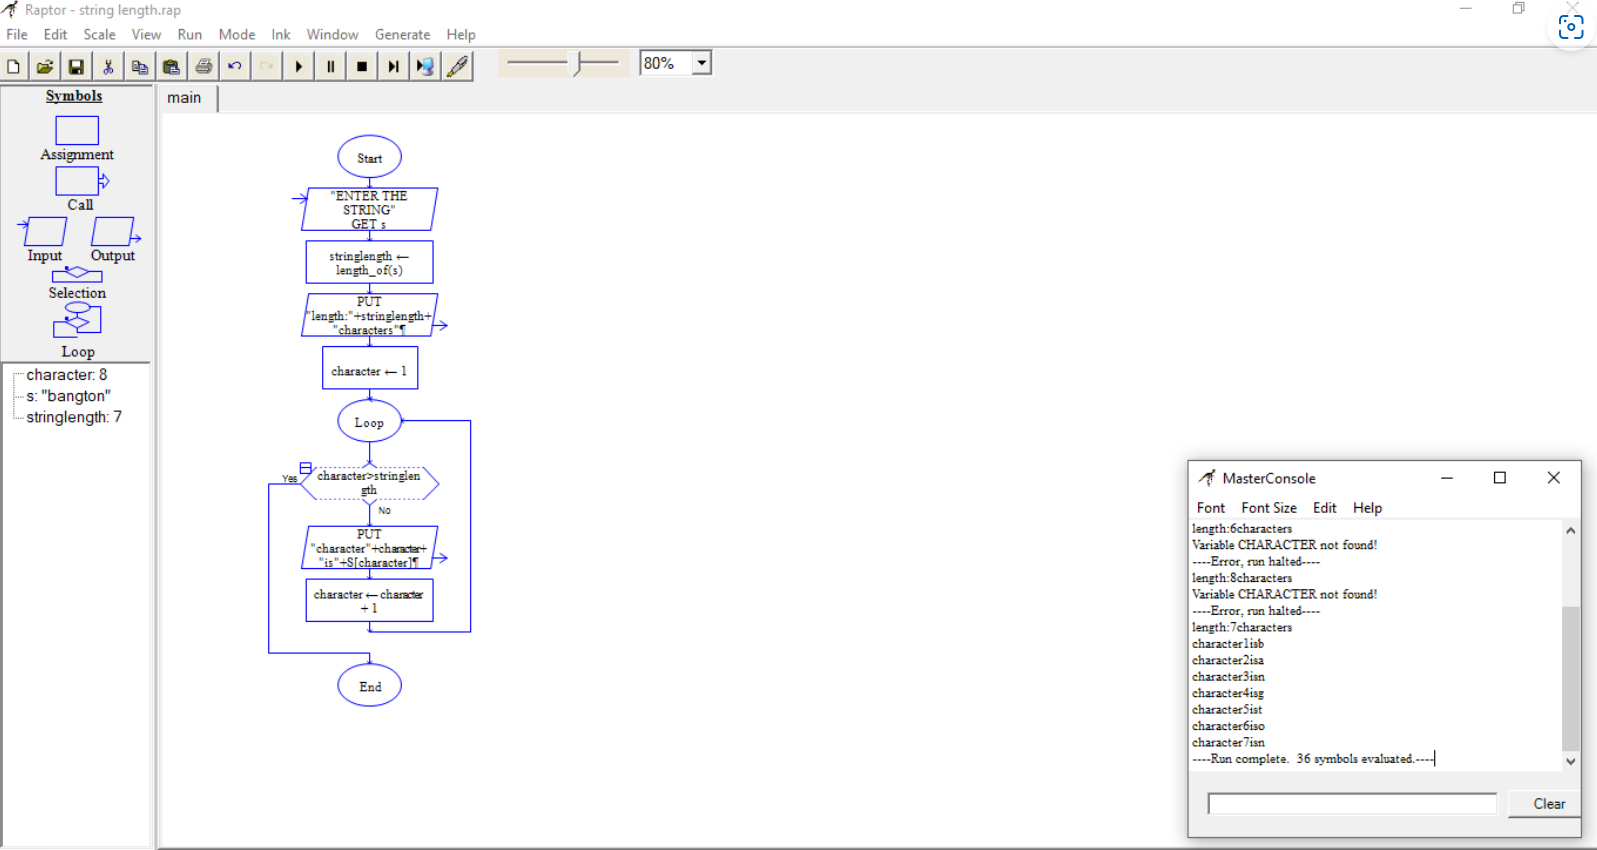 Raptor - string length.rap
File Edit Scale View Run Mode Ink Window Generate Help
80%
Symbols
Assignment
Call
Input Output
Selection
Loop
character: 8
s: "bangton"
stringlength: 7
main
Start
"ENTER THE
STRING"
GET s
stringlength ←
length_of(s)
PUT
"length:"+stringlength+
"characters"¶
character ← 1
Loop
Yes
character>stringlen
gth
No
PUT
"character"+character+
"is"+S[character]¶
character ← character
+ 1
End
MasterConsole
Font Font Size Edit Help
length:6characters
Variable CHARACTER not found!
----Error, run halted----
length:8characters
Variable CHARACTER not found!
----Error, run halted----
length:7characters
character1isb
character2isa
character3isn
character4isg
character5ist
character6iso
character7isn
----Run complete.  36 symbols evaluated.----
Clear